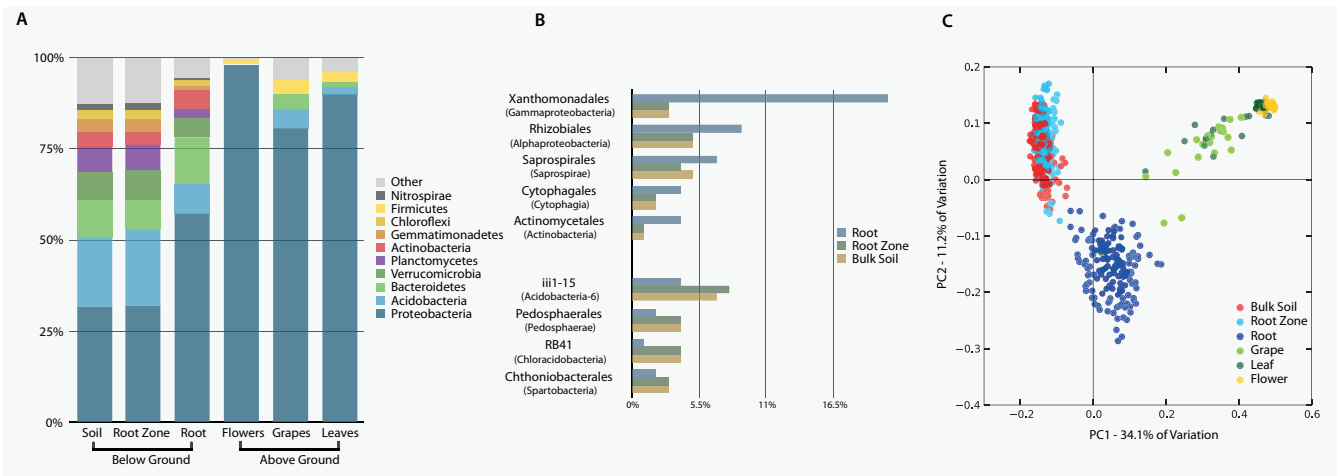 A
100%
75%
50%
25%
0%
Soil
Root Zone
Root
Flowers
Grapes
Leaves
Below Ground
Above Ground
Other
Nitrospirae
Firmicutes
Chloroflexi
Gemmatimonadetes
Actinobacteria
Planctomycetes
Verrucomicrobia
Bacteroidetes
Acidobacteria
Proteobacteria
B
Xanthomonadales
(Gammaproteobacteria)
Rhizobiales
(Alphaproteobacteria)
Saprospirales
(Saprospirae)
Cytophagales
(Cytophagia)
Actinomycetales
(Actinobacteria)
iii1-15
(Acidobacteria-6)
Pedosphaerales
(Pedosphaerae)
RB41
(Chloracidobacteria)
Chthoniobacterales
(Spartobacteria)
0%
5.5%
11%
16.5%
Root
Root Zone
Bulk Soil
C
PC2 - 11.2% of Variation
0.2
0.1
0.0
−0.1
−0.2
−0.3
−0.4
−0.2
0.0
0.2
0.4
0.6
PC1 - 34.1% of Variation
Bulk Soil
Root Zone
Root
Grape
Leaf
Flower